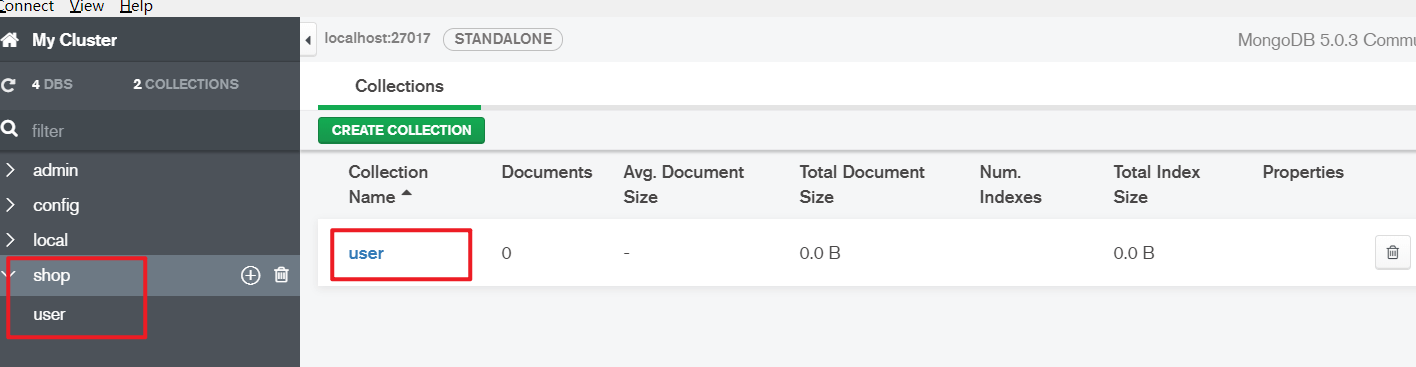 Connect View Help
My Cluster
localhost:27017 STANDALONE
MongoDB 5.0.3 Commu
4 DBS 2 COLLECTIONS
Collections
filter
CREATE COLLECTION
admin
config
local
shop
user
Collection Name Documents Avg. Document Size Total Document Size Num. Indexes Total Index Size Properties
user 0 - 0.0 B 0.0 B